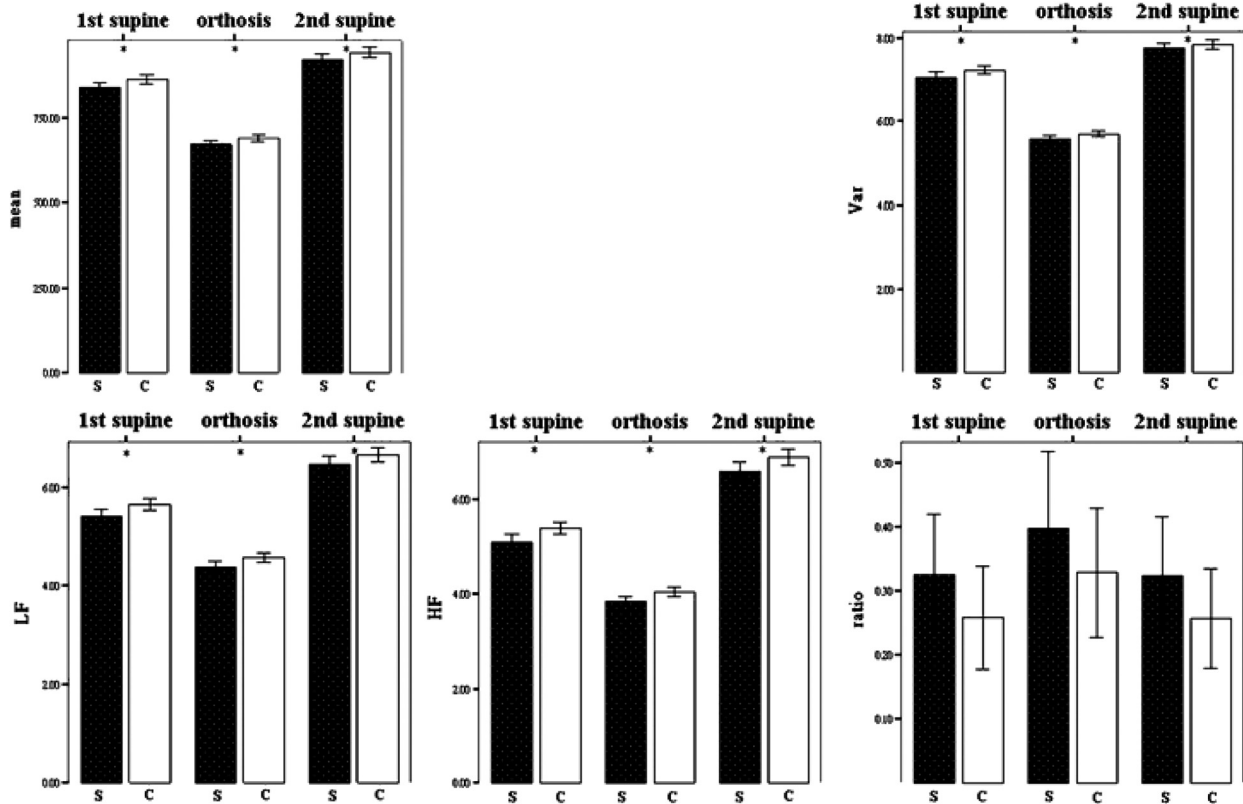 1st supine orthosis 2nd supine
* * *
mean
750.00
500.00
250.00
0.00
S C S C S C
1st supine orthosis 2nd supine
* * *
Var
8.00
6.00
4.00
2.00
S C S C S C
1st supine orthosis 2nd supine
* * *
LF
6.00
4.00
2.00
0.00
S C S C S C
1st supine orthosis 2nd supine
* * *
HF
6.00
4.00
2.00
0.00
S C S C S C
1st supine orthosis 2nd supine
ratio
0.50
0.40
0.30
0.20
0.10
S C S C S C